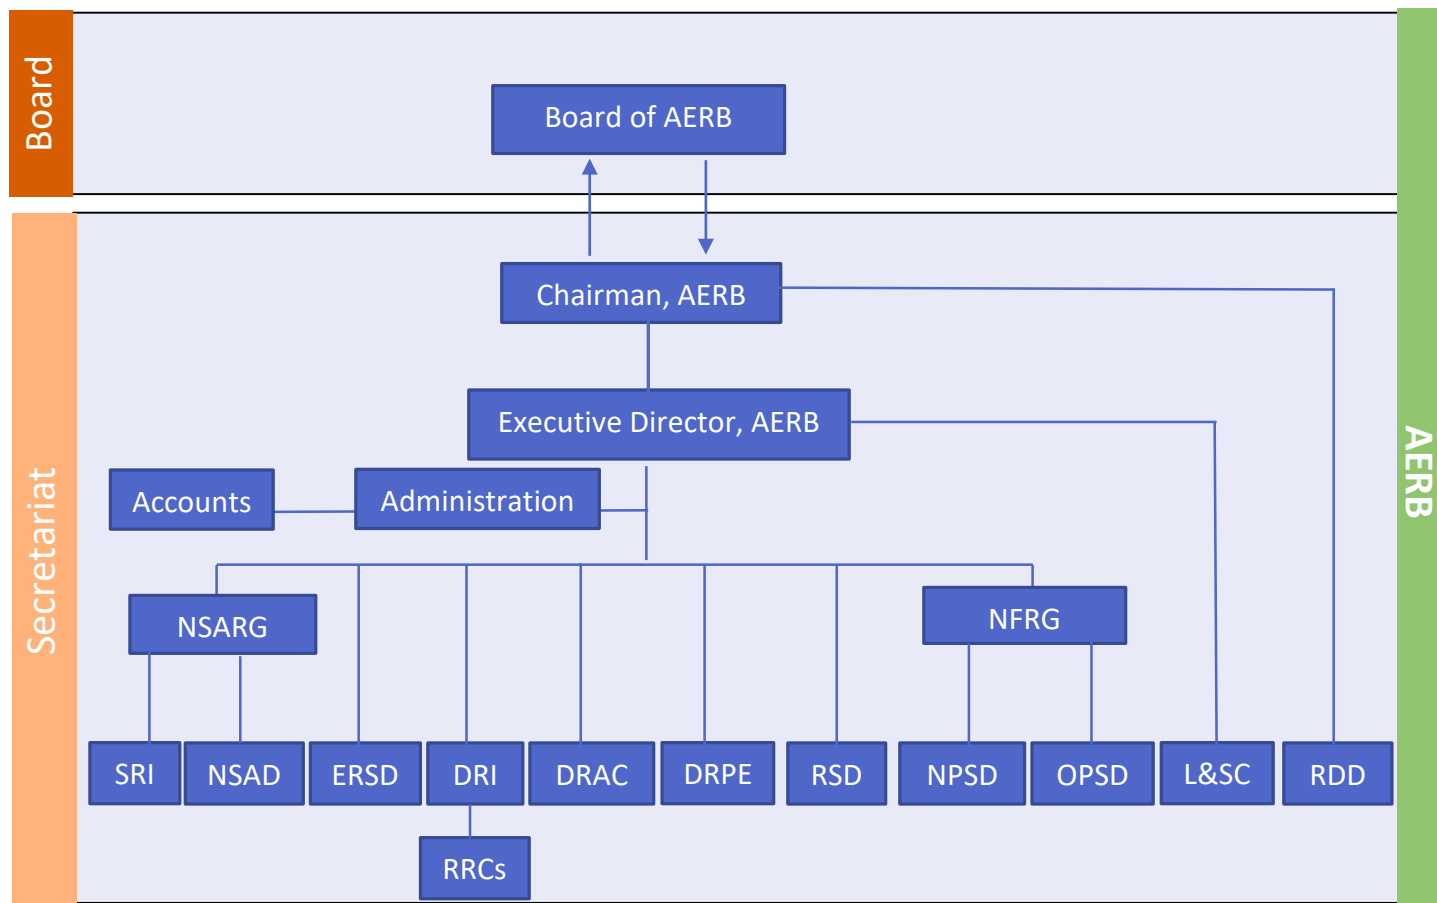 Board
Board of AERB
Secretariat
Chairman, AERB
Executive Director, AERB
AERB
Accounts
Administration
NSARG
NFRG
SRI
NSAD
ERSD
DRI
DRAC
DRPE
RSD
NPSD
OPSD
L&SC
RDD
RRCs